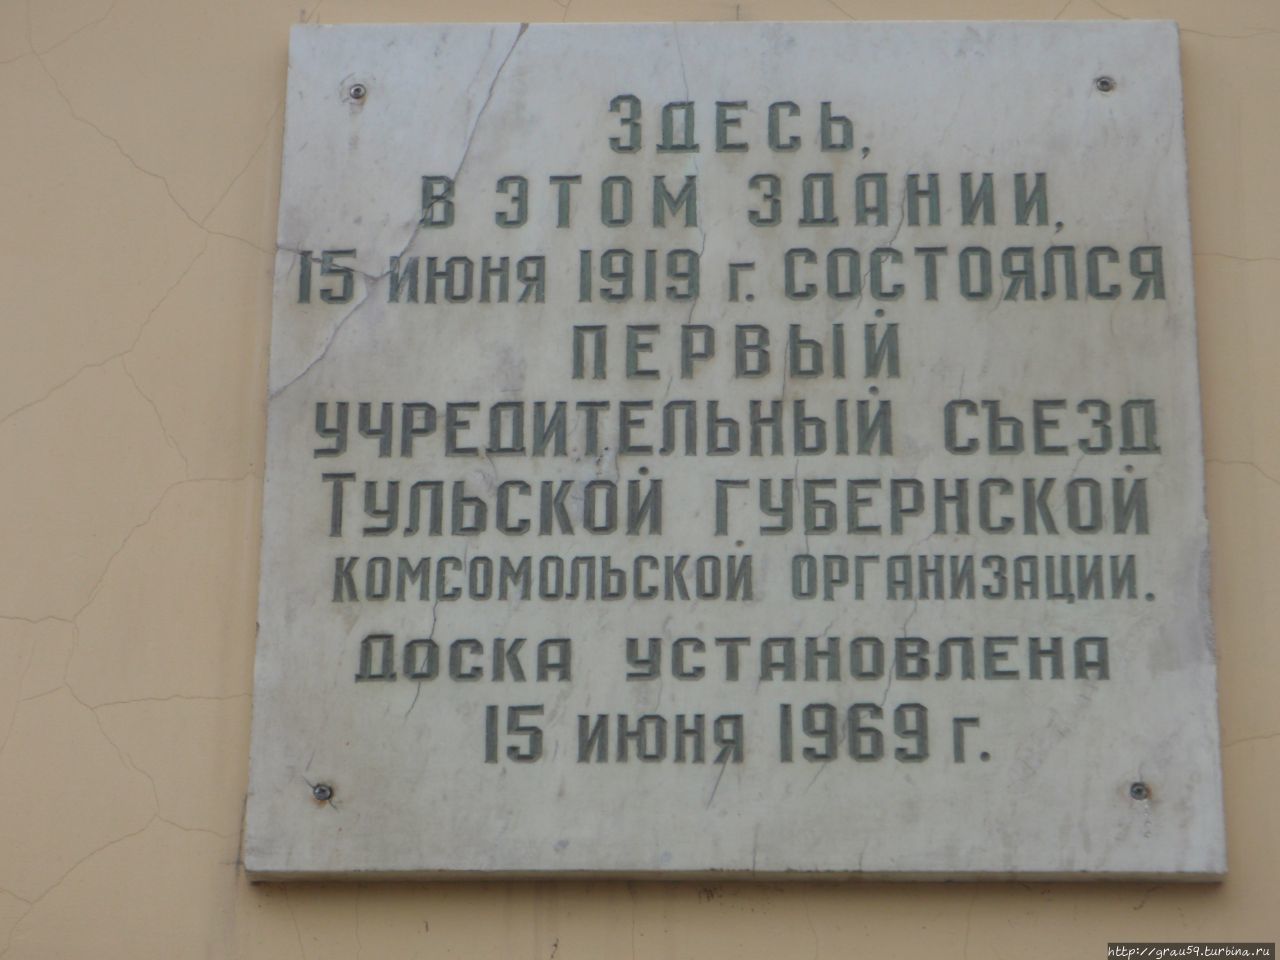 ЗДЕСЬ,
В ЭТОМ ЗДАНИИ,
15 ИЮНЯ 1919 г. СОСТОЯЛСЯ
ПЕРВЫЙ
УЧРЕДИТЕЛЬНЫЙ СЪЕЗД
ТУЛЬСКОЙ ГУБЕРНСКОЙ
КОМСОМОЛЬСКОЙ ОРГАНИЗАЦИИ.
ДОСКА УСТАНОВЛЕНА
15 ИЮНЯ 1969 г.
http://grau59.turbina.ru